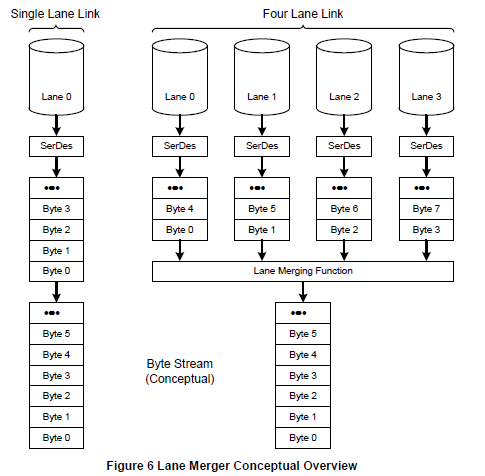 Single Lane Link
Four Lane Link
Lane 0
Lane 0
Lane 1
Lane 2
Lane 3
SerDes
SerDes
SerDes
SerDes
SerDes
•••
•••
•••
•••
•••
Byte 3
Byte 4
Byte 5
Byte 6
Byte 7
Byte 2
Byte 0
Byte 1
Byte 2
Byte 3
Byte 1
Byte 0
Lane Merging Function
•••
•••
Byte 5
Byte 5
Byte 4
Byte 4
Byte 3
Byte 3
Byte 2
Byte 2
Byte 1
Byte 1
Byte 0
Byte 0
Byte Stream
(Conceptual)
Figure 6 Lane Merger Conceptual Overview